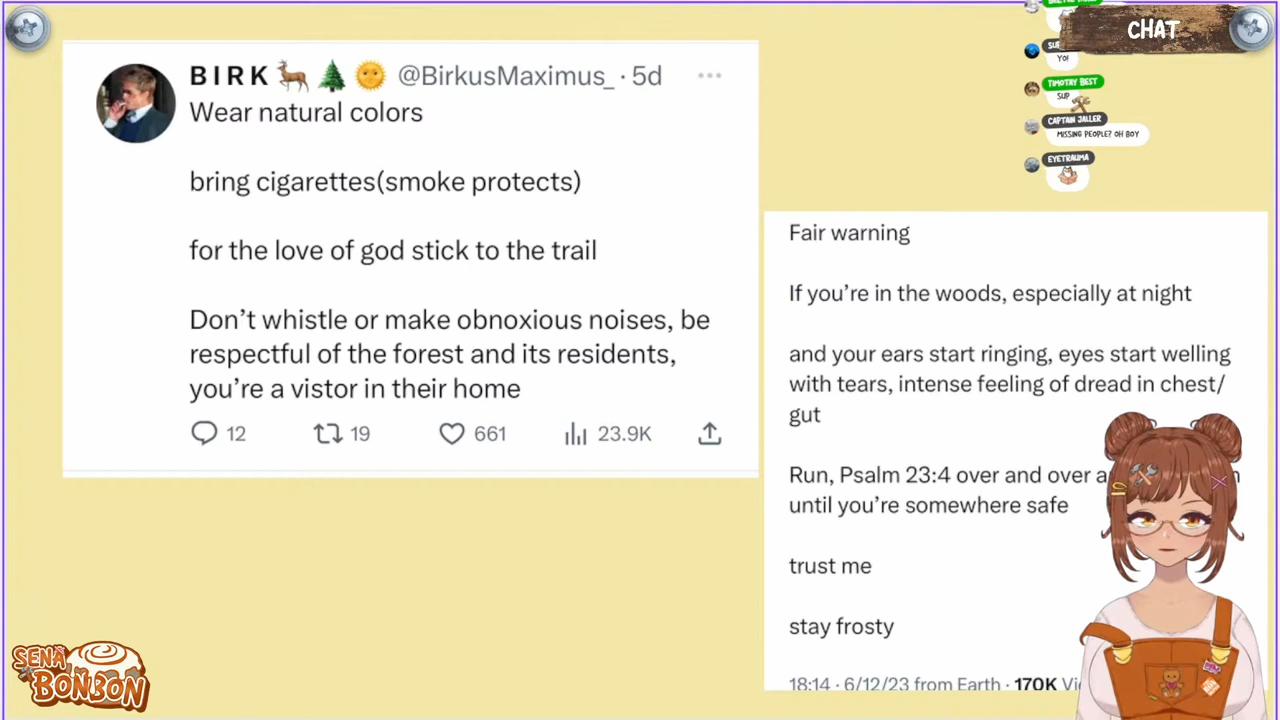 CHAT
YO!
TIMOTHY BEST
SUP
CAPTAIN JALLER
MISSING PEOPLE? OH BOY
EYETRAUMA
BIRK🦌🌲🌞 @BirkusMaximus_ · 5d
Wear natural colors
bring cigarettes(smoke protects)
for the love of god stick to the trail
Don't whistle or make obnoxious noises, be
respectful of the forest and its residents,
you're a vistor in their home
12 19 661 23.9K
Fair warning
If you're in the woods, especially at night
and your ears start ringing, eyes start welling
with tears, intense feeling of dread in chest/
gut
Run, Psalm 23:4 over and over
until you're somewhere safe
trust me
stay frosty
18:14 · 6/12/23 from Earth · 170K
SENA
BONBON